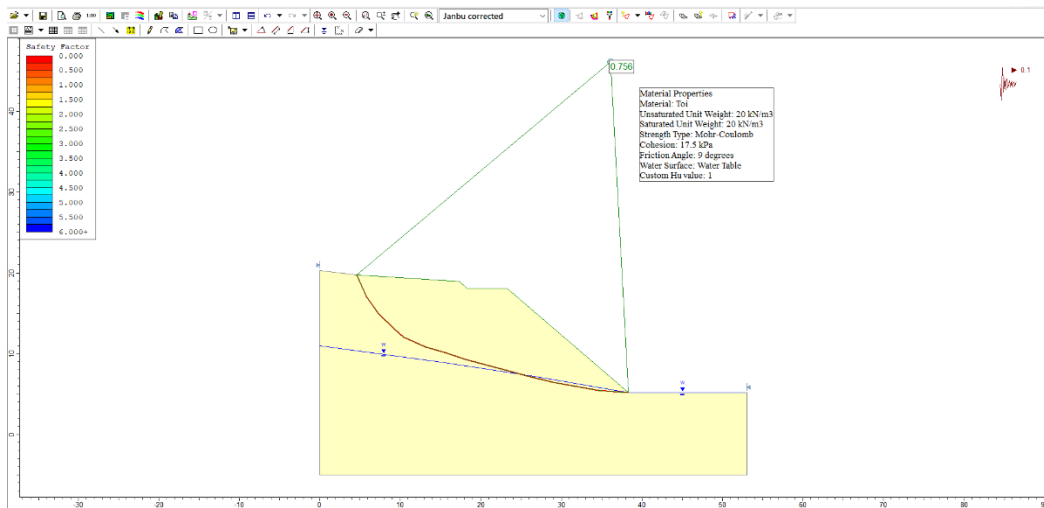 1:00
Janbu corrected
Safety Factor
0.000
0.500
1.000
1.500
2.000
2.500
3.000
3.500
4.000
4.500
5.000
5.500
6.000+
0.756
0.1
Material Properties
Material: Toi
Unsaturated Unit Weight: 20 kN/m3
Saturated Unit Weight: 20 kN/m3
Strength Type: Mohr-Coulomb
Cohesion: 17.5 kPa
Friction Angle: 9 degrees
Water Surface: Water Table
Custom Hu value: 1
40
30
20
10
0
W
W
-30
-20
-10
0
10
20
30
40
50
60
70
80
90